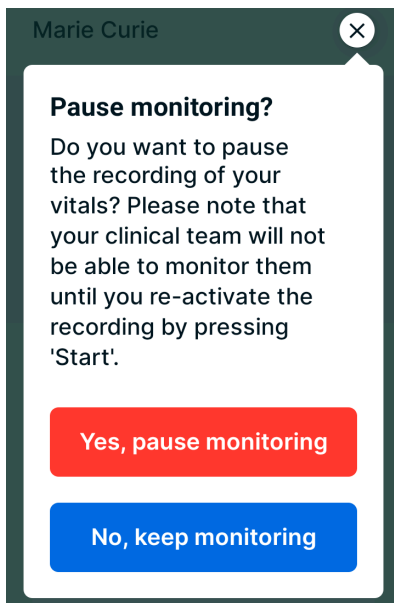 Marie Curie
Pause monitoring?
Do you want to pause
the recording of your
vitals? Please note that
your clinical team will not
be able to monitor them
until you re-activate the
recording by pressing
'Start'.
Yes, pause monitoring
No, keep monitoring